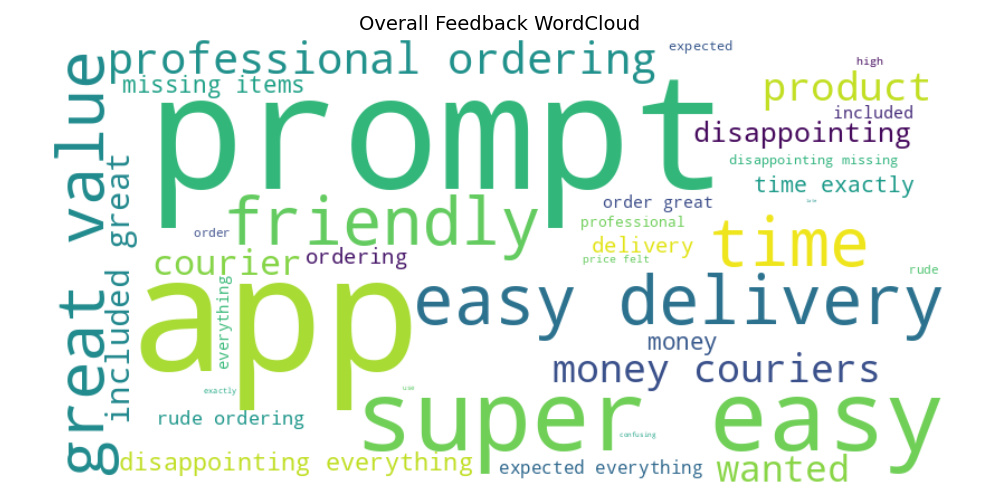 Overall Feedback WordCloud
professional ordering
expected
great value
missing items
high
product
prompt
included
disappointing
included great
disappointing missing
time exactly
order great
friendly
professional
order
time
delivery
ordering
courier
price felt
rude
app
everything
easy delivery
money
money couriers
exactly
use
super easy
rude ordering
confusing
disappointing everything
expected everything
wanted